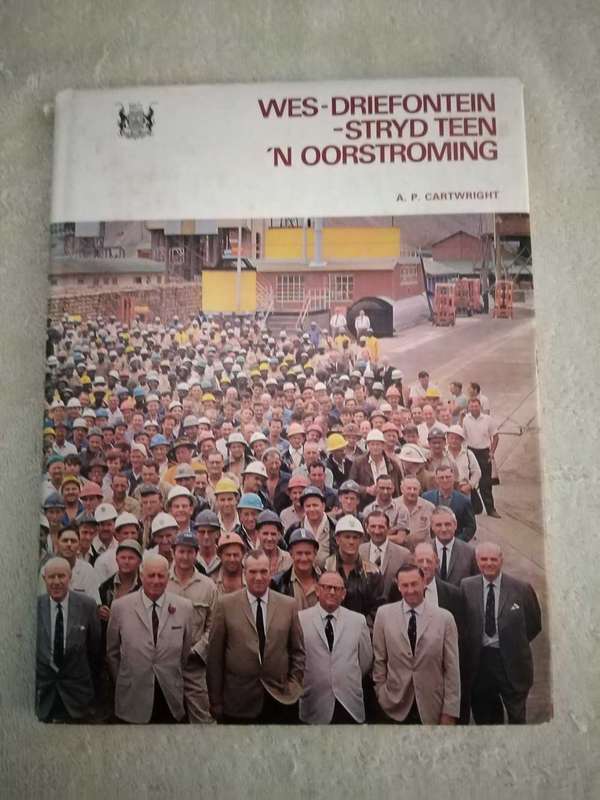 WES-DRIEFONTEIN
-STRYD TEEN
'N OORSTROMING
A. P. CARTWRIGHT